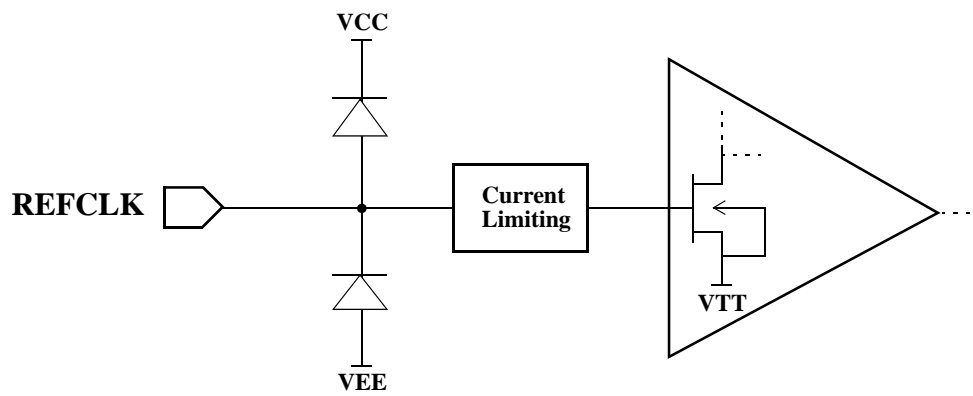 VCC
REFCLK
Current
Limiting
VTT
VEE